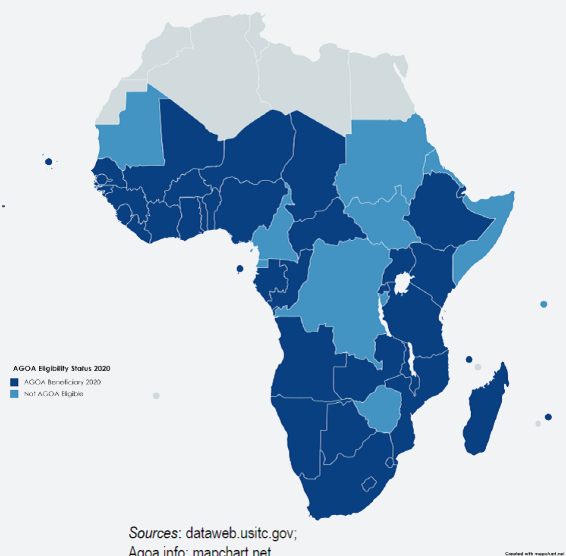 AGOA Eligibility Status 2020
AGOA Beneficiary 2020
Not AGOA Eligible
Sources: dataweb.usitc.gov;
Agoa.info; mapchart.net
Created with mapchart.net